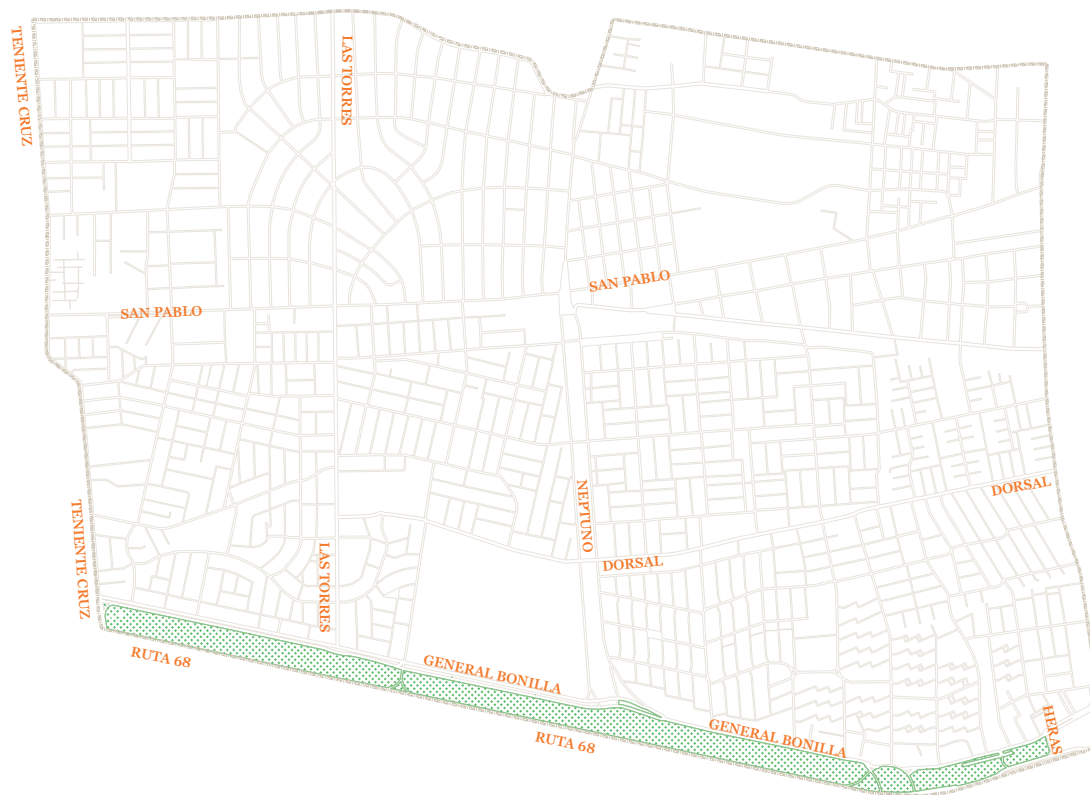 TENIENTE CRUZ
LAS TORRES
SAN PABLO
SAN PABLO
NEPTUNO
DORSAL
TENIENTE CRUZ
LAS TORRES
DORSAL
RUTA 68
GENERAL BONILLA
HERAS
GENERAL BONILLA
RUTA 68